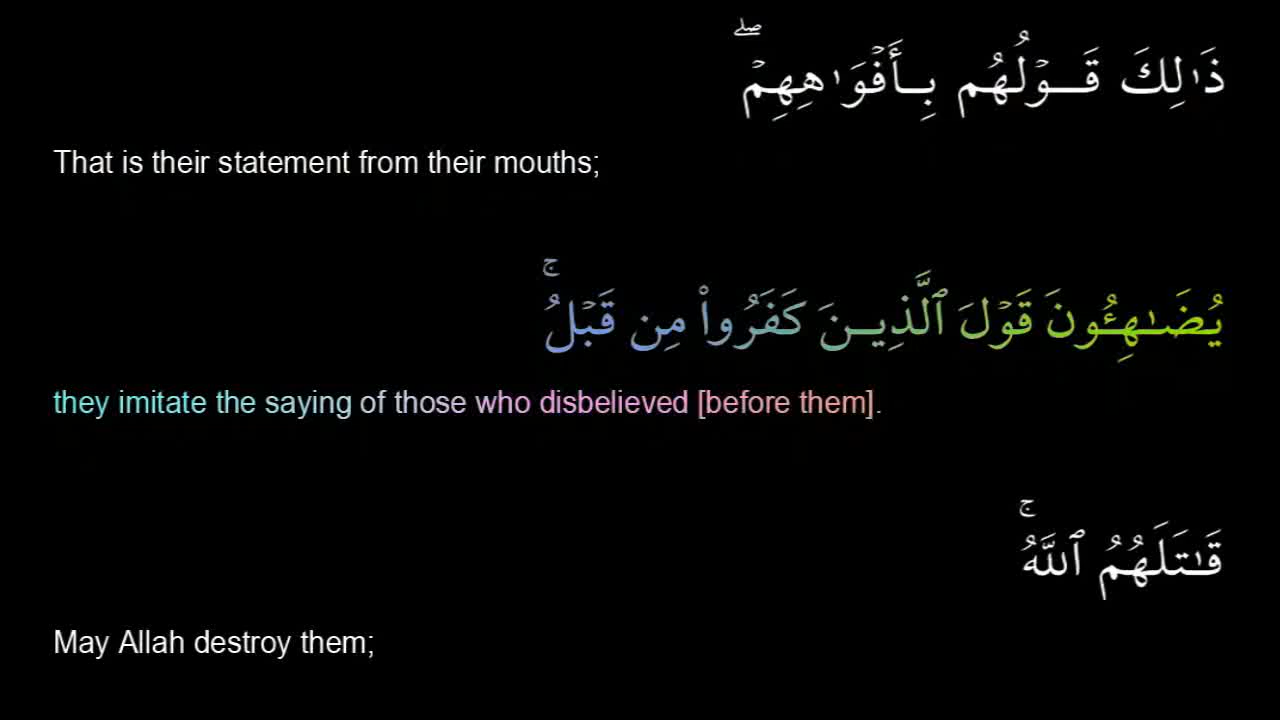 ذَٰلِكَ قَوۡلُهُم بِأَفۡوَٰهِهِمۡۖ
That is their statement from their mouths;
يُضَٰهِـُٔونَ قَوۡلَ ٱلَّذِينَ كَفَرُواْ مِن قَبۡلُۚ
they imitate the saying of those who disbelieved [before them].
قَٰتَلَهُمُ ٱللَّهُۚ
May Allah destroy them;